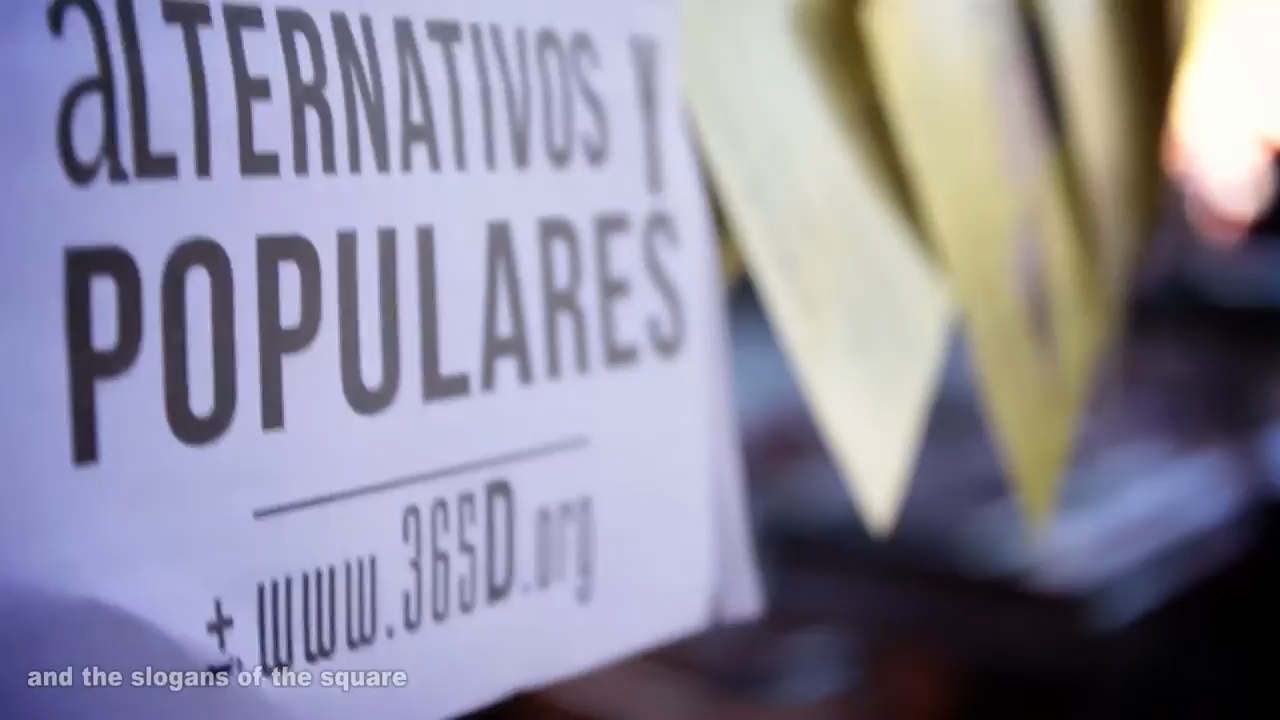 aLTERNATIVOS Y
POPULARES
+ www.365D.org
and the slogans of the square